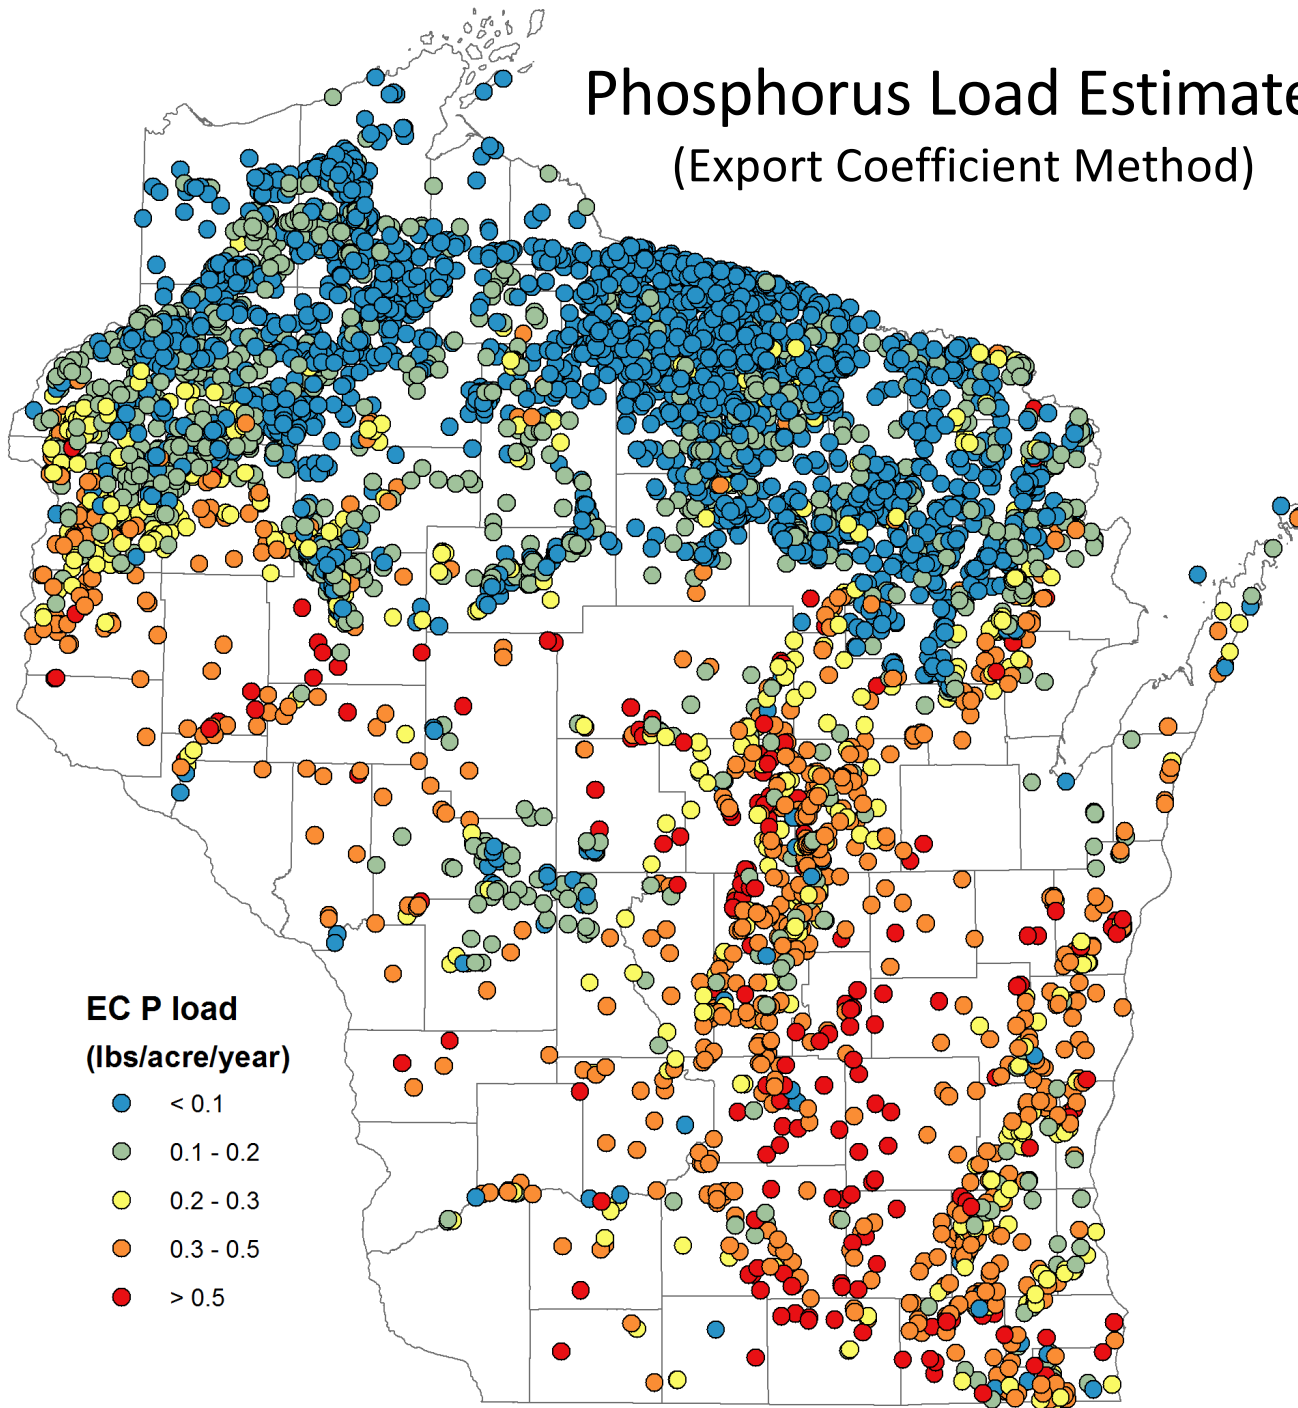 Phosphorus Load Estimate
(Export Coefficient Method)
EC P load
(lbs/acre/year)
< 0.1
0.1 - 0.2
0.2 - 0.3
0.3 - 0.5
> 0.5